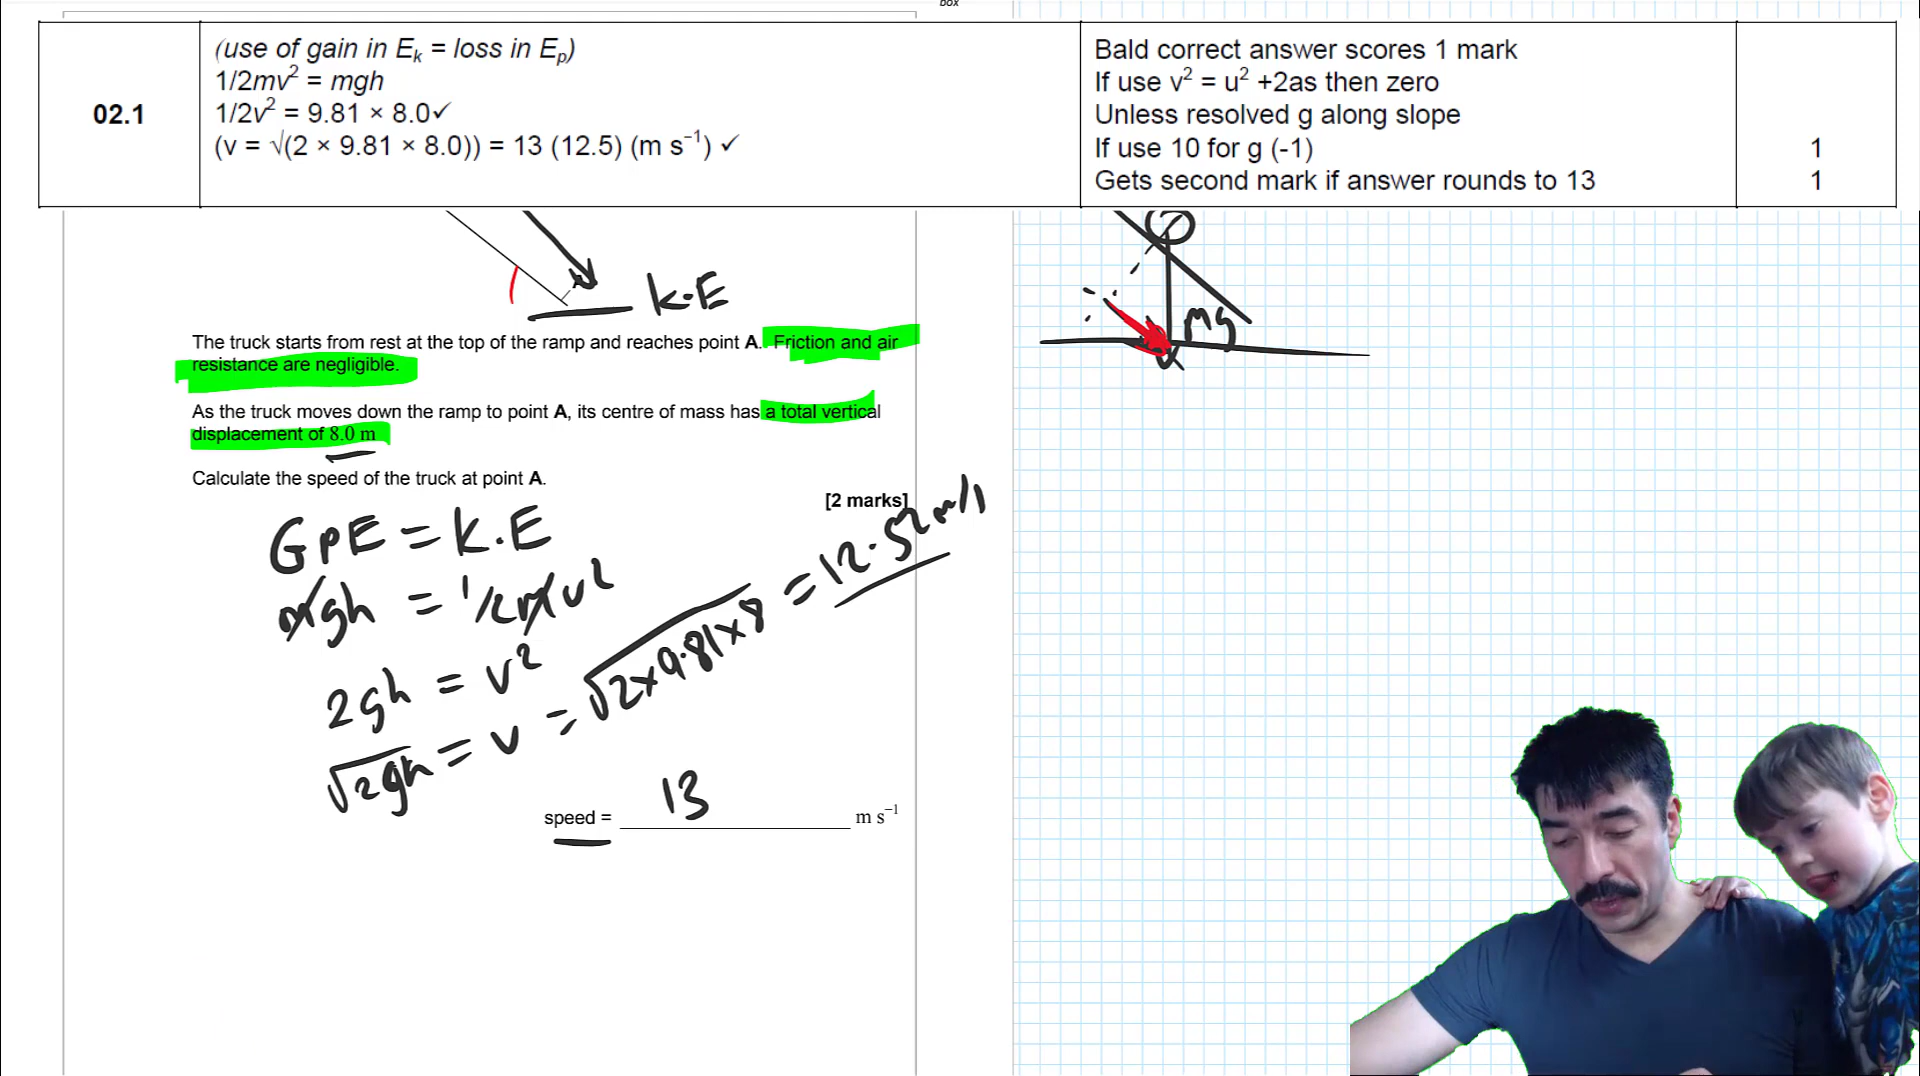 box
02.1
(use of gain in Eₖ = loss in Eₚ)
1/2mv² = mgh
1/2v² = 9.81 × 8.0✓
(v = √(2 × 9.81 × 8.0)) = 13 (12.5) (m s⁻¹) ✓
Bald correct answer scores 1 mark
If use v² = u² +2as then zero
Unless resolved g along slope
If use 10 for g (-1)
Gets second mark if answer rounds to 13
1
1
K.E
mg
The truck starts from rest at the top of the ramp and reaches point A. Friction and air
resistance are negligible.
As the truck moves down the ramp to point A, its centre of mass has a total vertical
displacement of 8.0 m
Calculate the speed of the truck at point A.
[2 marks]
GPE = K.E
mgh = 1/2mv²
2gh = v²
√2gh = v = √2×9.81×8 = 12.52 m/s
speed = 13 m s⁻¹